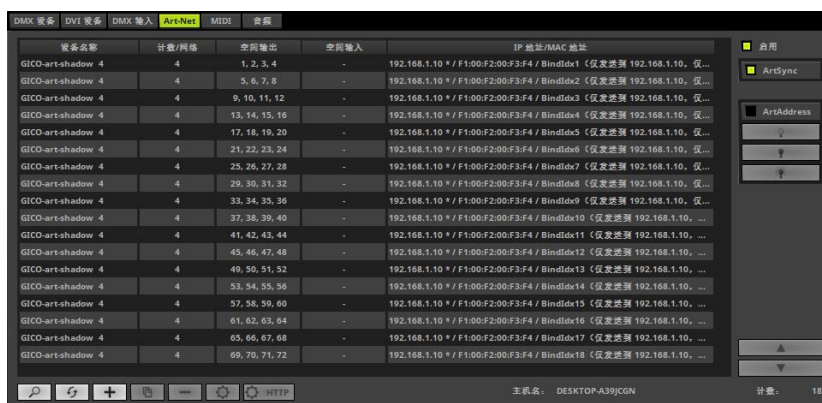 DMX 设备 DVI 设备 DMX 输入 Art-Net MIDI 音频
设备名称 计数/网络 空间输出 空间输入 IP 地址/MAC 地址
GICO-art-shadow 4 4 1, 2, 3, 4 - 192.168.1.10 * / F1:00:F2:00:F3:F4 / BindIdx1（仅发送到 192.168.1.10，仅...
GICO-art-shadow 4 4 5, 6, 7, 8 - 192.168.1.10 * / F1:00:F2:00:F3:F4 / BindIdx2（仅发送到 192.168.1.10，仅...
GICO-art-shadow 4 4 9, 10, 11, 12 - 192.168.1.10 * / F1:00:F2:00:F3:F4 / BindIdx3（仅发送到 192.168.1.10，仅...
GICO-art-shadow 4 4 13, 14, 15, 16 - 192.168.1.10 * / F1:00:F2:00:F3:F4 / BindIdx4（仅发送到 192.168.1.10，仅...
GICO-art-shadow 4 4 17, 18, 19, 20 - 192.168.1.10 * / F1:00:F2:00:F3:F4 / BindIdx5（仅发送到 192.168.1.10，仅...
GICO-art-shadow 4 4 21, 22, 23, 24 - 192.168.1.10 * / F1:00:F2:00:F3:F4 / BindIdx6（仅发送到 192.168.1.10，仅...
GICO-art-shadow 4 4 25, 26, 27, 28 - 192.168.1.10 * / F1:00:F2:00:F3:F4 / BindIdx7（仅发送到 192.168.1.10，仅...
GICO-art-shadow 4 4 29, 30, 31, 32 - 192.168.1.10 * / F1:00:F2:00:F3:F4 / BindIdx8（仅发送到 192.168.1.10，仅...
GICO-art-shadow 4 4 33, 34, 35, 36 - 192.168.1.10 * / F1:00:F2:00:F3:F4 / BindIdx9（仅发送到 192.168.1.10，仅...
GICO-art-shadow 4 4 37, 38, 39, 40 - 192.168.1.10 * / F1:00:F2:00:F3:F4 / BindIdx10（仅发送到 192.168.1.10，...
GICO-art-shadow 4 4 41, 42, 43, 44 - 192.168.1.10 * / F1:00:F2:00:F3:F4 / BindIdx11（仅发送到 192.168.1.10，...
GICO-art-shadow 4 4 45, 46, 47, 48 - 192.168.1.10 * / F1:00:F2:00:F3:F4 / BindIdx12（仅发送到 192.168.1.10，...
GICO-art-shadow 4 4 49, 50, 51, 52 - 192.168.1.10 * / F1:00:F2:00:F3:F4 / BindIdx13（仅发送到 192.168.1.10，...
GICO-art-shadow 4 4 53, 54, 55, 56 - 192.168.1.10 * / F1:00:F2:00:F3:F4 / BindIdx14（仅发送到 192.168.1.10，...
GICO-art-shadow 4 4 57, 58, 59, 60 - 192.168.1.10 * / F1:00:F2:00:F3:F4 / BindIdx15（仅发送到 192.168.1.10，...
GICO-art-shadow 4 4 61, 62, 63, 64 - 192.168.1.10 * / F1:00:F2:00:F3:F4 / BindIdx16（仅发送到 192.168.1.10，...
GICO-art-shadow 4 4 65, 66, 67, 68 - 192.168.1.10 * / F1:00:F2:00:F3:F4 / BindIdx17（仅发送到 192.168.1.10，...
GICO-art-shadow 4 4 69, 70, 71, 72 - 192.168.1.10 * / F1:00:F2:00:F3:F4 / BindIdx18（仅发送到 192.168.1.10，...
启用
ArtSync
ArtAddress
HTTP 主机名： DESKTOP-A39JCGN 计数： 18